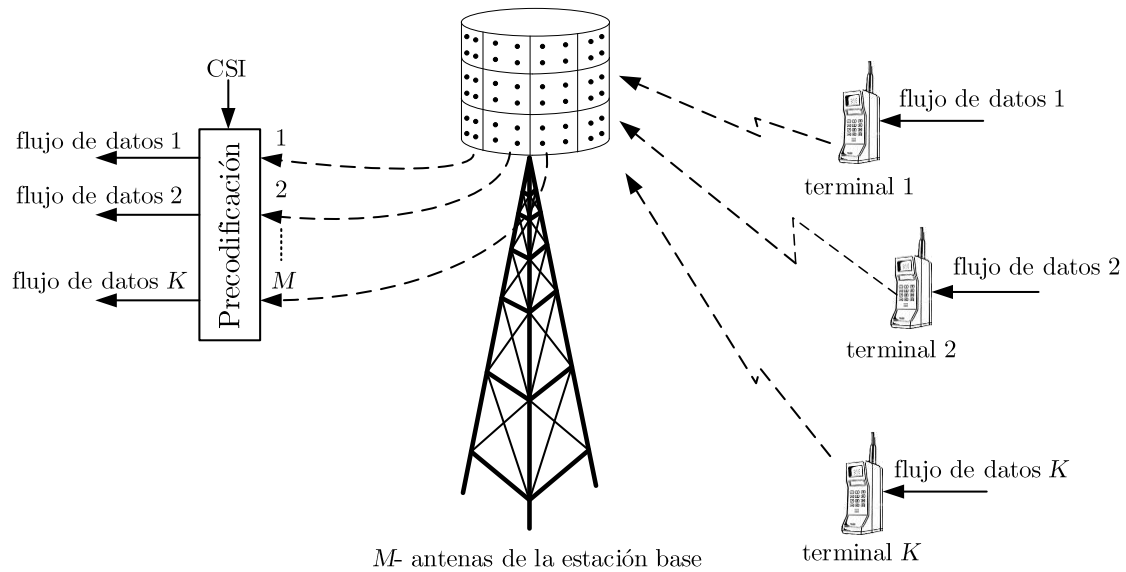 CSI
flujo de datos 1
flujo de datos 2
flujo de datos K
Precodificación
1
2
M
flujo de datos 1
terminal 1
flujo de datos 2
terminal 2
flujo de datos K
terminal K
M- antenas de la estación base